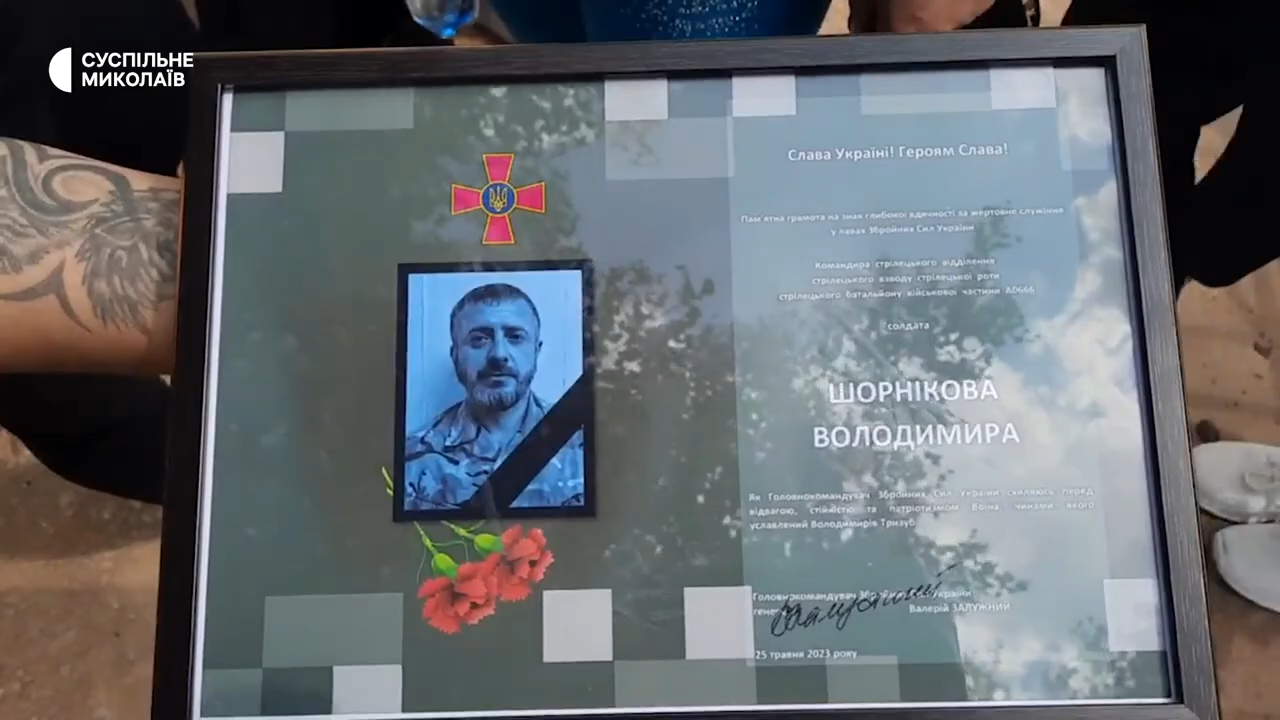 СУСПІЛЬНЕ
МИКОЛАЇВ
Слава Україні! Героям Слава!
Пам'ятна грамота на знак глибокої вдячності за жертовне служіння
у лавах Збройних Сил України
Командира стрілецького відділення
стрілецького взводу стрілецької роти
стрілецького батальйону військової частини А0666
солдата
ШОРНІКОВА
ВОЛОДИМИРА
Як Головнокомандувач Збройних Сил України схиляюсь перед
відвагою, стійкістю та патріотизмом Воїна чинами якого
уславлений Володимирів Тризуб
Головнокомандувач України
Валерій ЗАЛУЖНИЙ
25 травня 2023 року